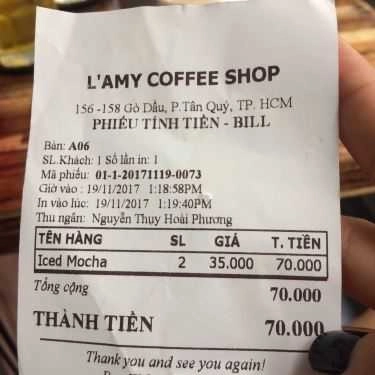 L'AMY COFFEE SHOP
156 -158 Gò Dầu, P.Tân Quý, TP. HCM
PHIẾU TÍNH TIỀN - BILL
Bàn: A06
SL.Khách: 1 Số lần in: 1
Mã phiếu: 01-1-20171119-0073
Giờ vào : 19/11/2017 1:18:58PM
In lúc: 19/11/2017 1:19:40PM
Thu ngân: Nguyễn Thụy Hoài Phương
TÊN HÀNG SL GIÁ T. TIỀN
Iced Mocha 2 35.000 70.000
Tổng cộng 70.000
THÀNH TIỀN 70.000
Thank you and see you again!